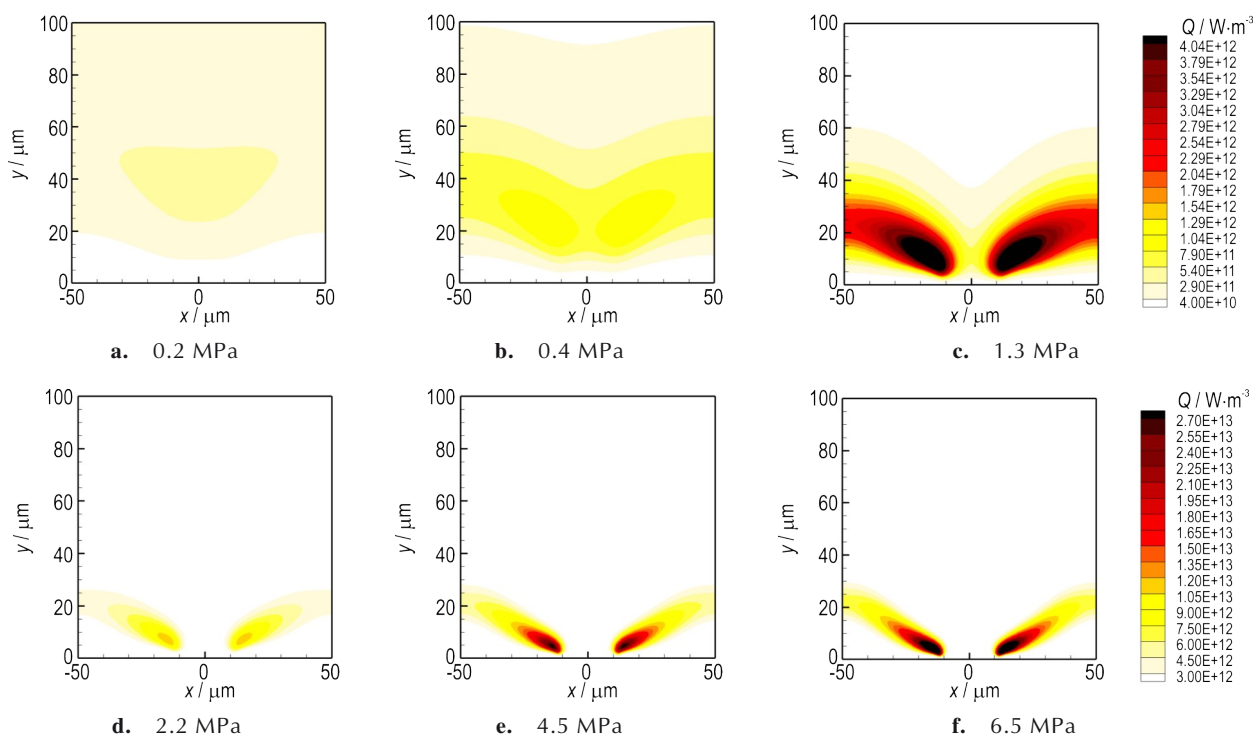 100
80
60
40
20
0
y / μm
-50 0 50
x / μm
a. 0.2 MPa
100
80
60
40
20
0
y / μm
-50 0 50
x / μm
b. 0.4 MPa
100
80
60
40
20
0
y / μm
-50 0 50
x / μm
c. 1.3 MPa
Q / W·m⁻³
4.04E+12
3.79E+12
3.54E+12
3.29E+12
3.04E+12
2.79E+12
2.54E+12
2.29E+12
2.04E+12
1.79E+12
1.54E+12
1.29E+12
1.04E+12
7.90E+11
5.40E+11
2.90E+11
4.00E+10
100
80
60
40
20
0
y / μm
-50 0 50
x / μm
d. 2.2 MPa
100
80
60
40
20
0
y / μm
-50 0 50
x / μm
e. 4.5 MPa
100
80
60
40
20
0
y / μm
-50 0 50
x / μm
f. 6.5 MPa
Q / W·m⁻³
2.70E+13
2.55E+13
2.40E+13
2.25E+13
2.10E+13
1.95E+13
1.80E+13
1.65E+13
1.50E+13
1.35E+13
1.20E+13
1.05E+13
9.00E+12
7.50E+12
6.00E+12
4.50E+12
3.00E+12